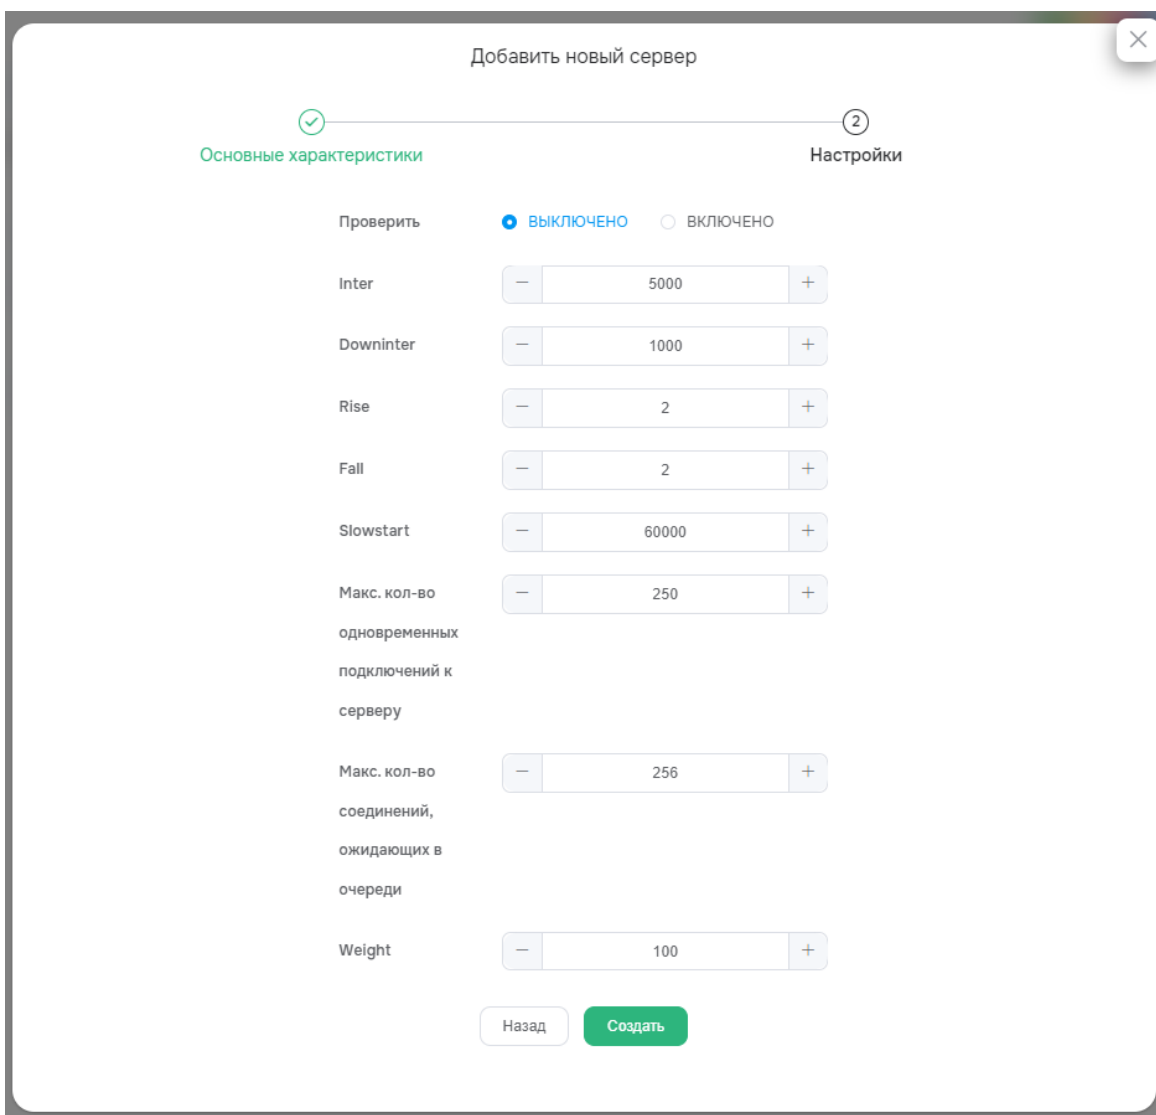 Добавить новый сервер
2
Основные характеристики
Настройки
Проверить ВЫКЛЮЧЕНО ВКЛЮЧЕНО
Inter − 5000 +
Downinter − 1000 +
Rise − 2 +
Fall − 2 +
Slowstart − 60000 +
Макс. кол-во − 250 +
одновременных
подключений к
серверу
Макс. кол-во − 256 +
соединений,
ожидающих в
очереди
Weight − 100 +
Назад Создать